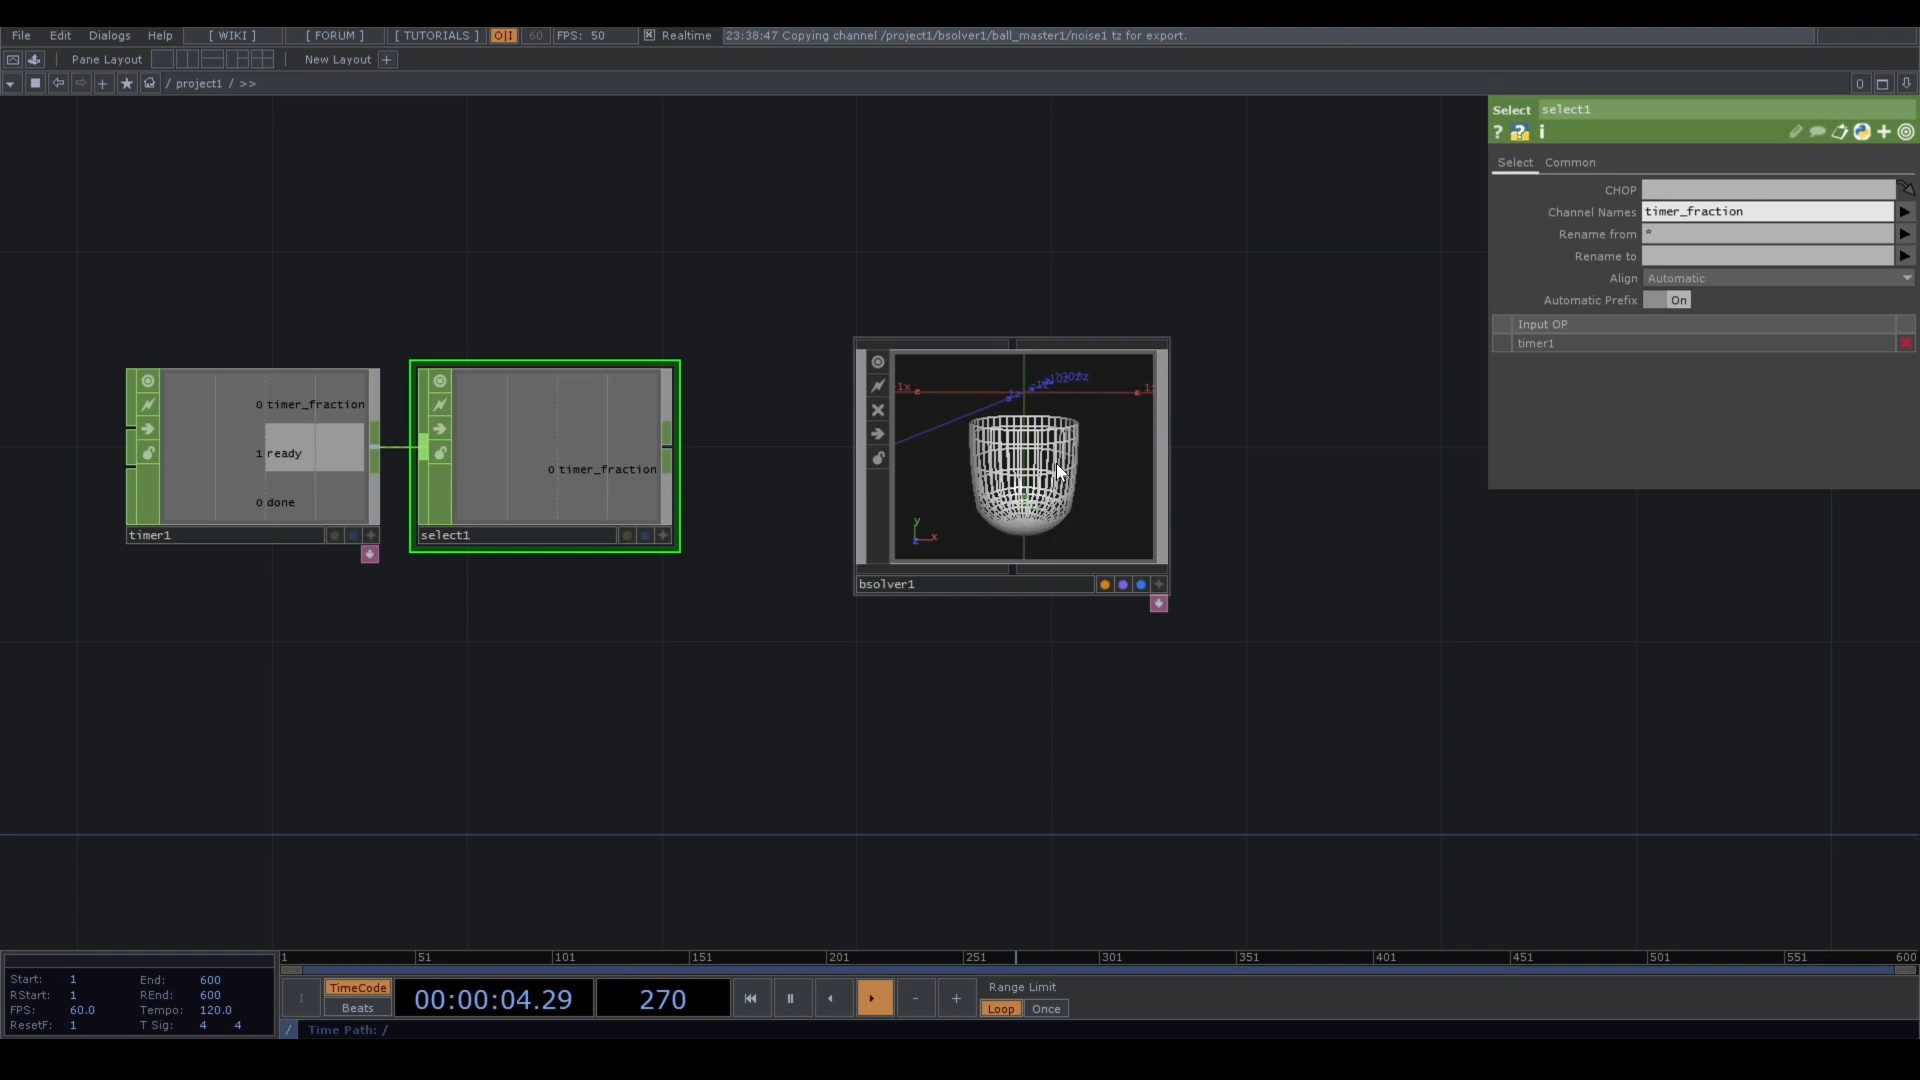 File Edit Dialogs Help [ WIKI ] [ FORUM ] [ TUTORIALS ] O|I 60 FPS: 50 Realtime 23:38:47 Copying channel /project1/bsolver1/ball_master1/noise1 tz for export.
Pane Layout New Layout +
/ project1 / >> 0
Select select1
? ? i
Select Common
CHOP
Channel Names timer_fraction
Rename from *
Rename to
Align Automatic
Automatic Prefix On
Input OP
timer1
0 timer_fraction
1 ready
0 done
timer1
0 timer_fraction
select1
1x
1z
y
x
bsolver1
1 51 101 151 201 251 301 351 401 451 501 551 600
Start: 1 End: 600
RStart: 1 REnd: 600
FPS: 60.0 Tempo: 120.0
ResetF: 1 T Sig: 4 4
I TimeCode
Beats
00:00:04.29 270
- +
Range Limit
Loop Once
/ Time Path: /